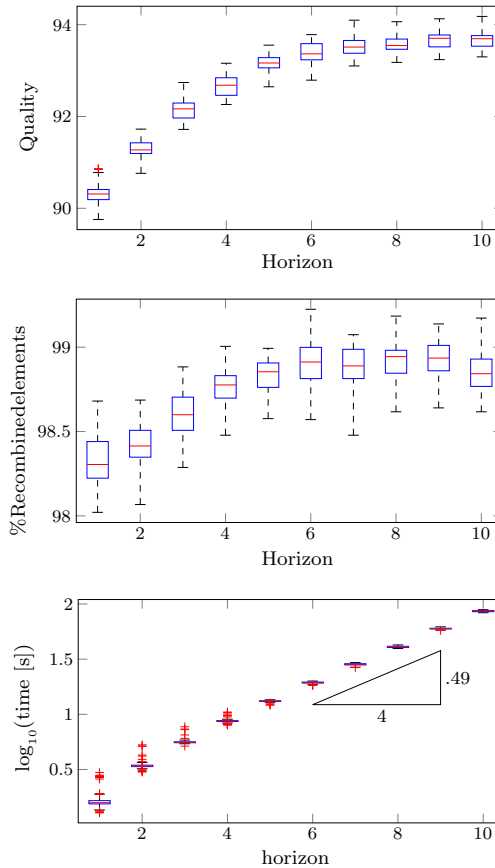 94
92
90
Quality
2 4 6 8 10
Horizon
99
98.5
98
%Recombinedelements
2 4 6 8 10
Horizon
2
1.5
1
0.5
log10(time [s])
.49
4
2 4 6 8 10
horizon